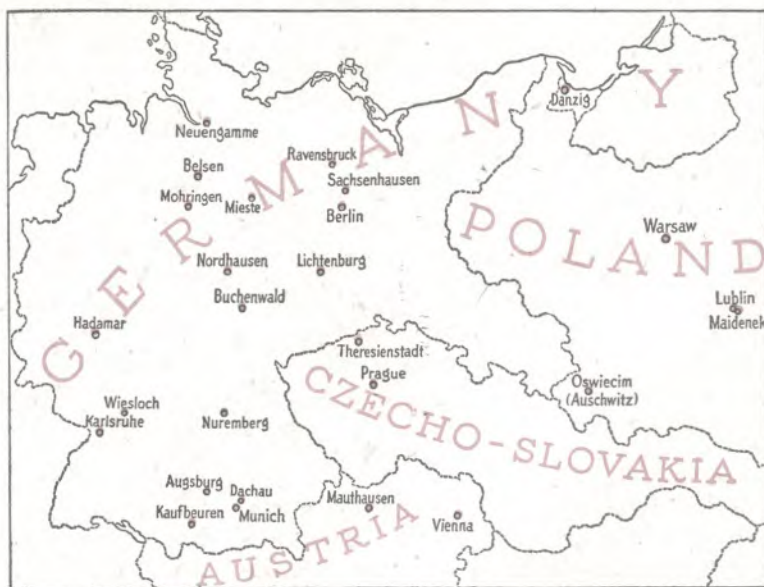 GERMANY
Danzig
Neuengamme
Belsen
Ravensbruck
Sachsenhausen
Mohringen
Mieste
Berlin
POLAND
Warsaw
Nordhausen
Lichtenburg
Buchenwald
Lublin
Maidenek
Hadamar
Theresienstadt
Prague
Oswiecim
(Auschwitz)
CZECHO-SLOVAKIA
Wiesloch
Karlsruhe
Nuremberg
Augsburg
Dachau
Kaufbeuren
Munich
Mauthausen
Vienna
AUSTRIA